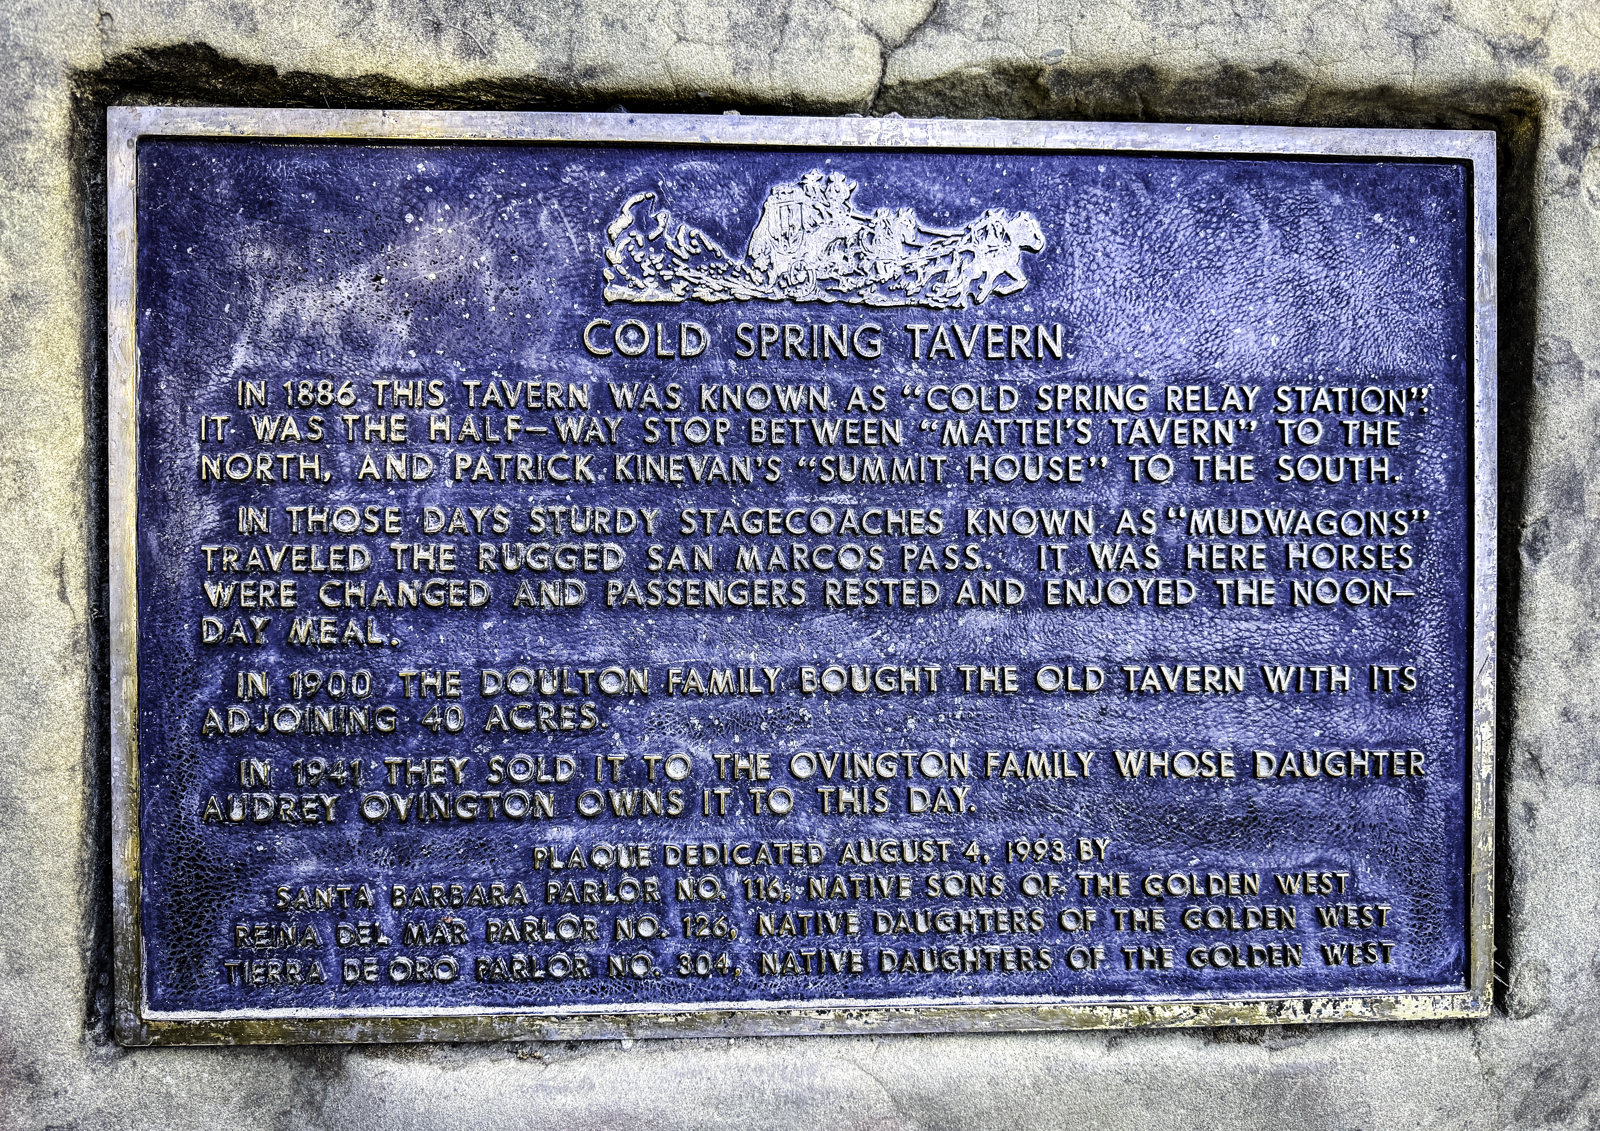 COLD SPRING TAVERN
IN 1886 THIS TAVERN WAS KNOWN AS "COLD SPRING RELAY STATION".
IT WAS THE HALF-WAY STOP BETWEEN "MATTEI'S TAVERN" TO THE
NORTH, AND PATRICK KINEVAN'S "SUMMIT HOUSE" TO THE SOUTH.
IN THOSE DAYS STURDY STAGECOACHES KNOWN AS "MUDWAGONS"
TRAVELED THE RUGGED SAN MARCOS PASS. IT WAS HERE HORSES
WERE CHANGED AND PASSENGERS RESTED AND ENJOYED THE NOON-
DAY MEAL.
IN 1900 THE DOULTON FAMILY BOUGHT THE OLD TAVERN WITH ITS
ADJOINING 40 ACRES.
IN 1941 THEY SOLD IT TO THE OVINGTON FAMILY WHOSE DAUGHTER
AUDREY OVINGTON OWNS IT TO THIS DAY.
PLAQUE DEDICATED AUGUST 4, 1993 BY
SANTA BARBARA PARLOR NO. 116, NATIVE SONS OF THE GOLDEN WEST
REINA DEL MAR PARLOR NO. 126, NATIVE DAUGHTERS OF THE GOLDEN WEST
TIERRA DE ORO PARLOR NO. 304, NATIVE DAUGHTERS OF THE GOLDEN WEST